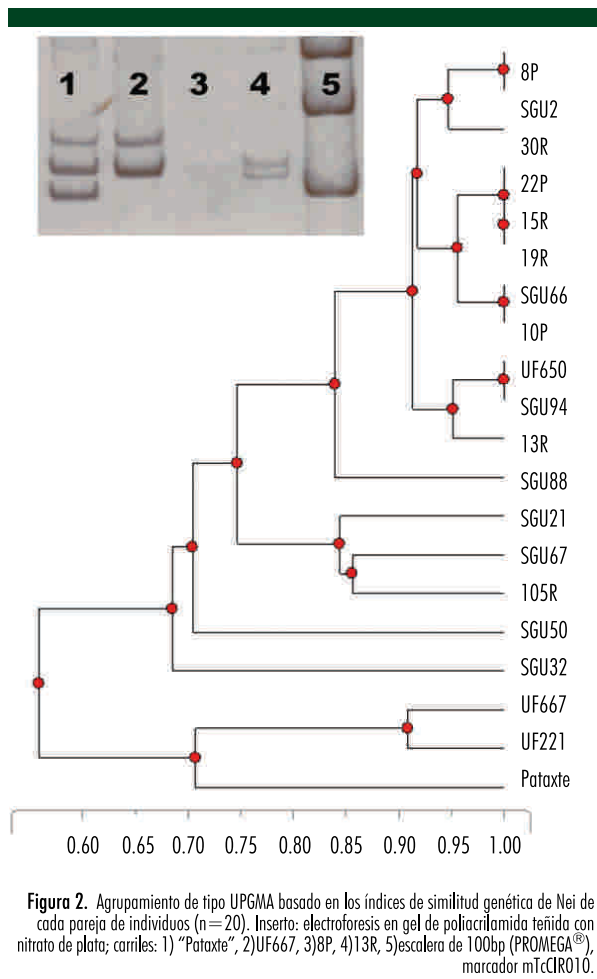 1 2 3 4 5
8P
SGU2
30R
22P
15R
19R
SGU66
10P
UF650
SGU94
13R
SGU88
SGU21
SGU67
105R
SGU50
SGU32
UF667
UF221
Pataxte
0.60 0.65 0.70 0.75 0.80 0.85 0.90 0.95 1.00
Figura 2. Agrupamiento de tipo UPGMA basado en los índices de similitud genética de Nei de
cada pareja de individuos (n=20). Inserto: electroforesis en gel de poliacrilamida teñida con
nitrato de plata; carriles: 1) "Pataxte", 2)UF667, 3)8P, 4)13R, 5)escalera de 100bp (PROMEGA®),
marcador mTcCIR010.